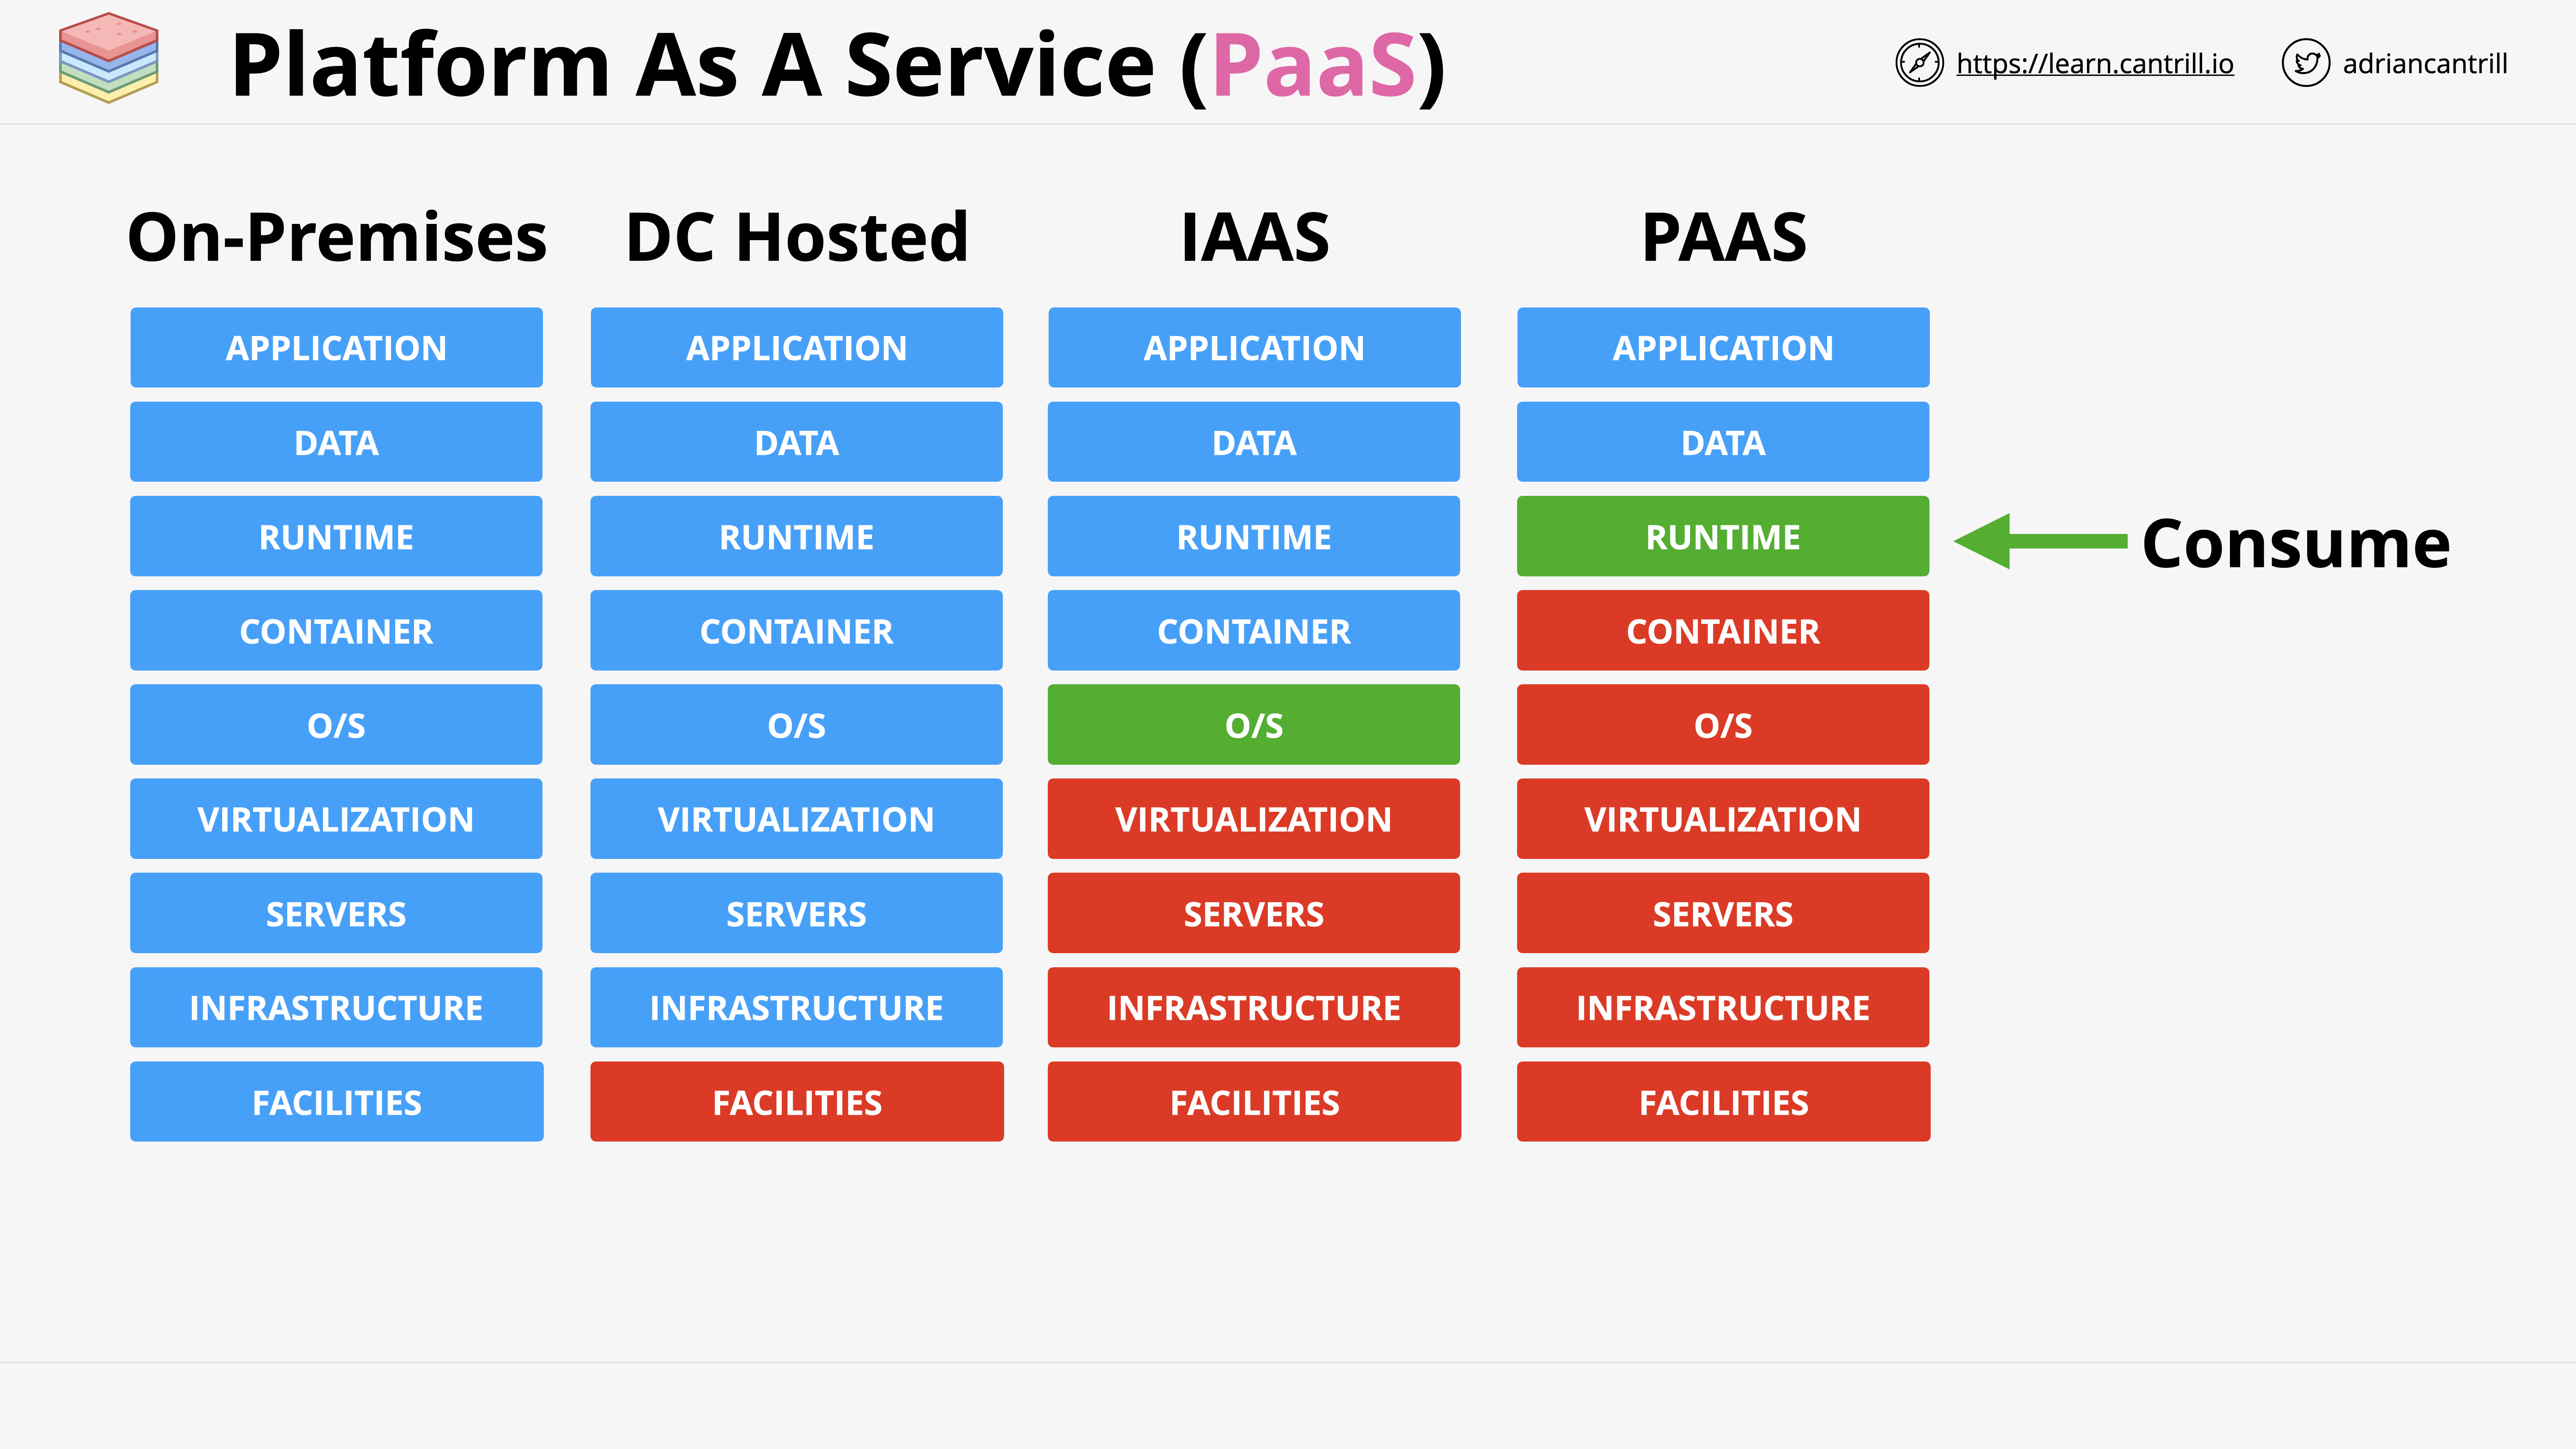 Platform As A Service (PaaS)
https://learn.cantrill.io
adriancantrill
On-Premises DC Hosted IAAS PAAS
APPLICATION APPLICATION APPLICATION APPLICATION
DATA DATA DATA DATA
RUNTIME RUNTIME RUNTIME RUNTIME Consume
CONTAINER CONTAINER CONTAINER CONTAINER
O/S O/S O/S O/S
VIRTUALIZATION VIRTUALIZATION VIRTUALIZATION VIRTUALIZATION
SERVERS SERVERS SERVERS SERVERS
INFRASTRUCTURE INFRASTRUCTURE INFRASTRUCTURE INFRASTRUCTURE
FACILITIES FACILITIES FACILITIES FACILITIES